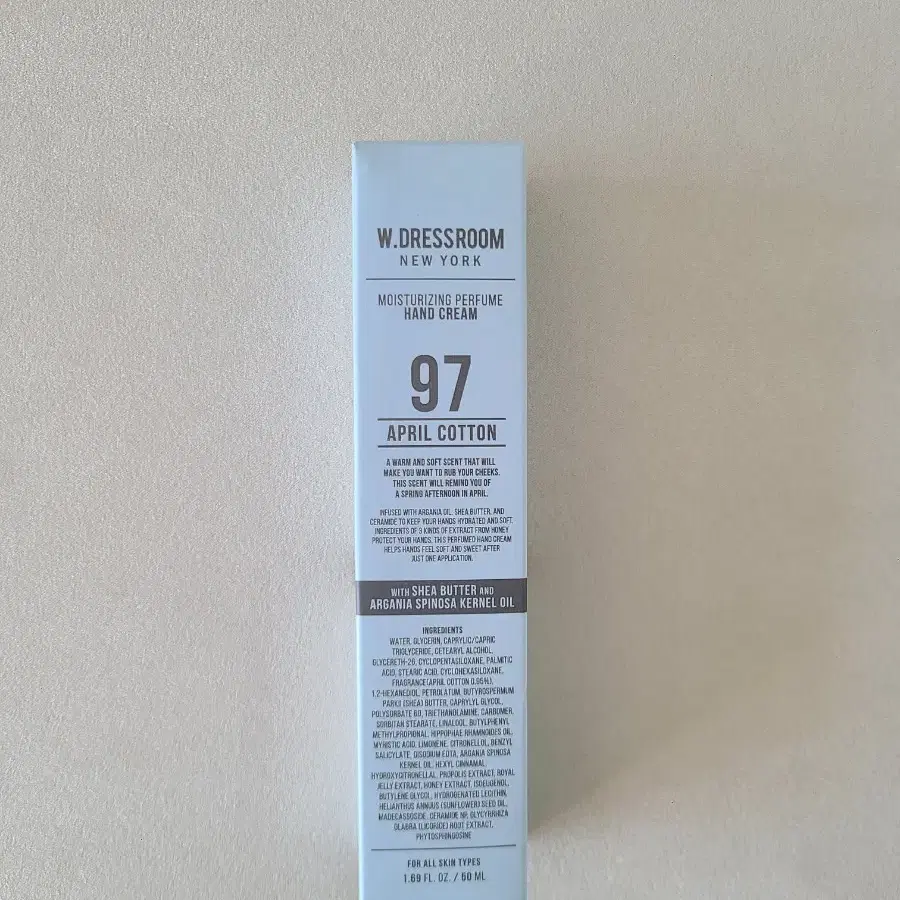 W.DRESSROOM
NEW YORK
MOISTURIZING PERFUME
HAND CREAM
97
APRIL COTTON
A WARM AND SOFT SCENT THAT WILL
MAKE YOU WANT TO RUB YOUR CHEEKS.
THIS SCENT WILL REMIND YOU OF
A SPRING AFTERNOON IN APRIL.
INFUSED WITH ARGANIA OIL, SHEA BUTTER, AND
CERAMIDE TO KEEP YOUR HANDS HYDRATED AND SOFT.
INGREDIENTS OF 3 KINDS OF EXTRACT FROM HONEY
PROTECT YOUR HANDS. THIS PERFUMED HAND CREAM
HELPS HANDS FEEL SOFT AND SWEET AFTER
JUST ONE APPLICATION.
WITH SHEA BUTTER AND
ARGANIA SPINOSA KERNEL OIL
INGREDIENTS
WATER, GLYCERIN, CAPRYLIC/CAPRIC
TRIGLYCERIDE, CETEARYL ALCOHOL,
GLYCERETH-26, CYCLOPENTASILOXANE, PALMITIC
ACID, STEARIC ACID, CYCLOHEXASILOXANE,
FRAGRANCE(APRIL COTTON 0.95%),
1,2-HEXANEDIOL, PETROLATUM, BUTYROSPERMUM
PARKII (SHEA) BUTTER, CAPRYLYL GLYCOL,
POLYSORBATE 60, TRIETHANOLAMINE, CARBOMER,
SORBITAN STEARATE, LINALOOL, BUTYLPHENYL
METHYLPROPIONAL, HIPPOPHAE RHAMNOIDES OIL,
MYRISTIC ACID, LIMONENE, CITRONELLOL, BENZYL
SALICYLATE, DISODIUM EDTA, ARGANIA SPINOSA
KERNEL OIL, HEXYL CINNAMAL,
HYDROXYCITRONELLAL, PROPOLIS EXTRACT, ROYAL
JELLY EXTRACT, HONEY EXTRACT, ISOEUGENOL,
BUTYLENE GLYCOL, HYDROGENATED LECITHIN,
HELIANTHUS ANNUUS (SUNFLOWER) SEED OIL,
MADECASSOSIDE, CERAMIDE NP, GLYCYRRHIZA
GLABRA (LICORICE) ROOT EXTRACT,
PHYTOSPHINGOSINE
FOR ALL SKIN TYPES
1.69 FL. OZ. / 50 ML